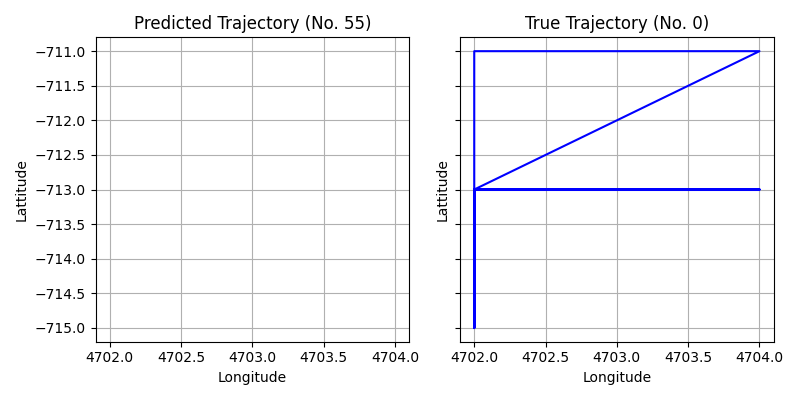 Predicted Trajectory (No. 55)
True Trajectory (No. 0)
Lattitude
−711.0
−711.5
−712.0
−712.5
−713.0
−713.5
−714.0
−714.5
−715.0
4702.0 4702.5 4703.0 4703.5 4704.0
Longitude
Lattitude
4702.0 4702.5 4703.0 4703.5 4704.0
Longitude